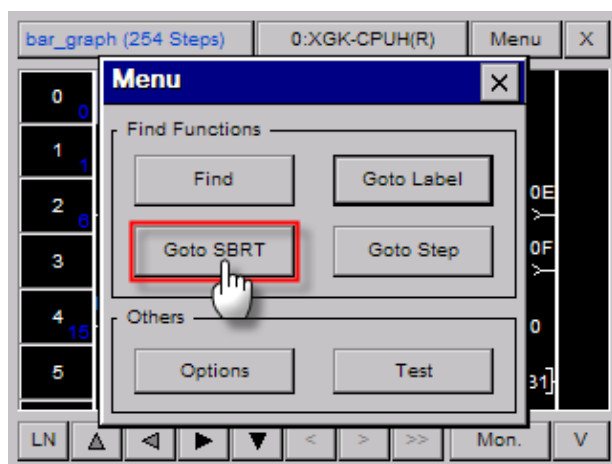 bar_graph (254 Steps) 0:XGK-CPUH(R) Menu X
Menu
Find Functions
Find Goto Label
Goto SBRT Goto Step
Others
Options Test
0 0
1 1
2 6 0E
3 0F
4 15 0
5 31]
LN < > >> Mon. V